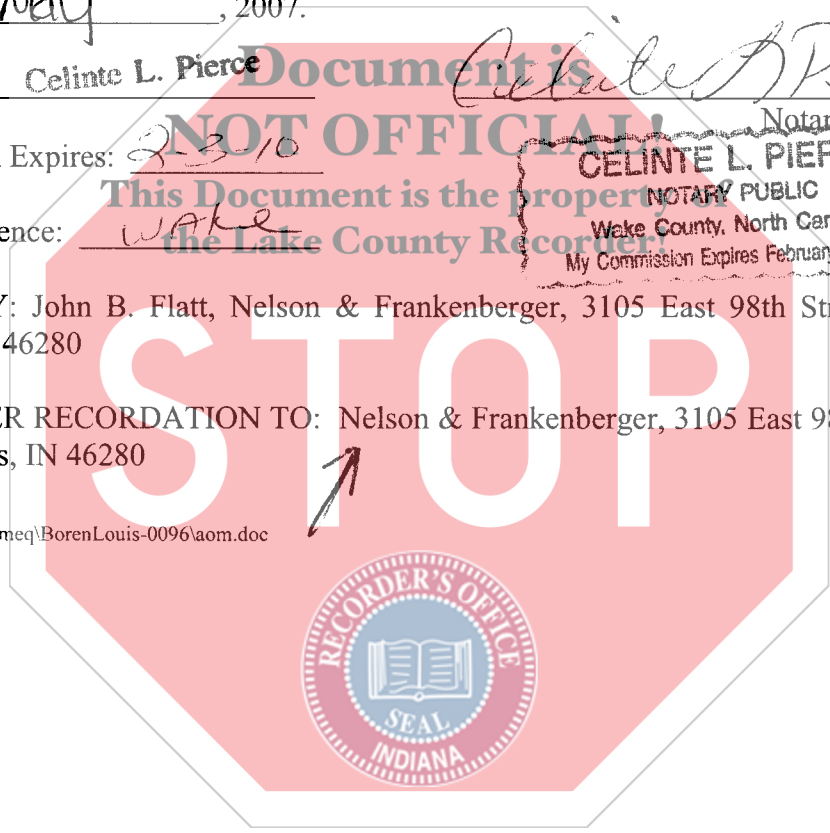 May, 2007.
Celinte L. Pierce
Document is
NOT OFFICIAL!
This Document is the property of
the Lake County Recorder!
Notar
Expires: 2-3-10
CELINTE L. PIER
NOTARY PUBLIC
Wake County, North Car
My Commission Expires February
ence: WAKE
Y: John B. Flatt, Nelson & Frankenberger, 3105 East 98th Str
46280
STOP
ER RECORDATION TO: Nelson & Frankenberger, 3105 East 98
s, IN 46280
meq\BorenLouis-0096\aom.doc
RECORDER'S OFFICE
SEAL
INDIANA